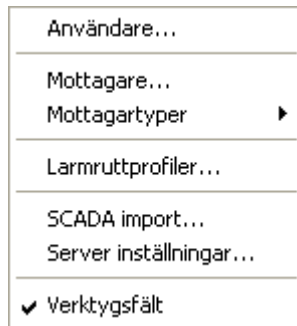 Användare...
Mottagare...
Mottagartyper
Larmruttprofiler...
SCADA import...
Server inställningar...
Verktygsfält